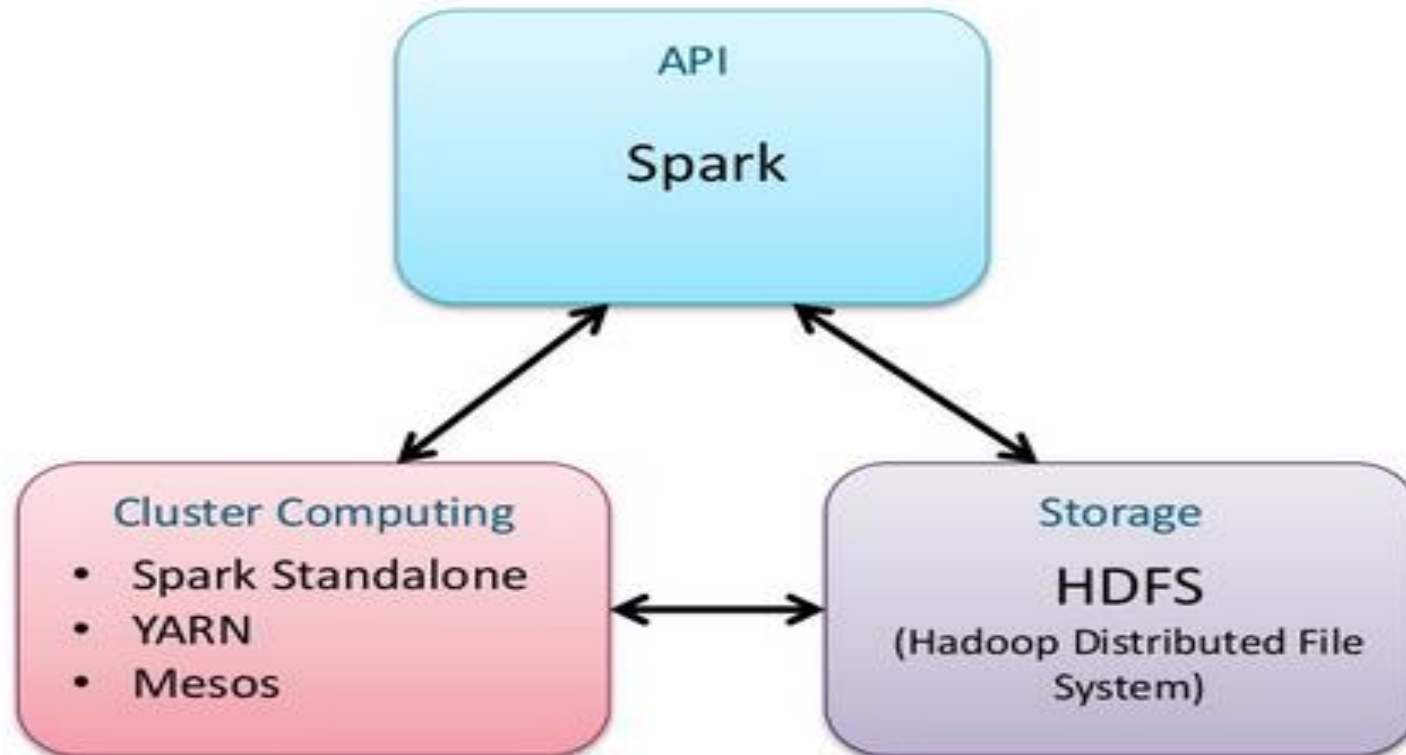 API
Spark
Cluster Computing
• Spark Standalone
• YARN
• Mesos
Storage
HDFS
(Hadoop Distributed File
System)